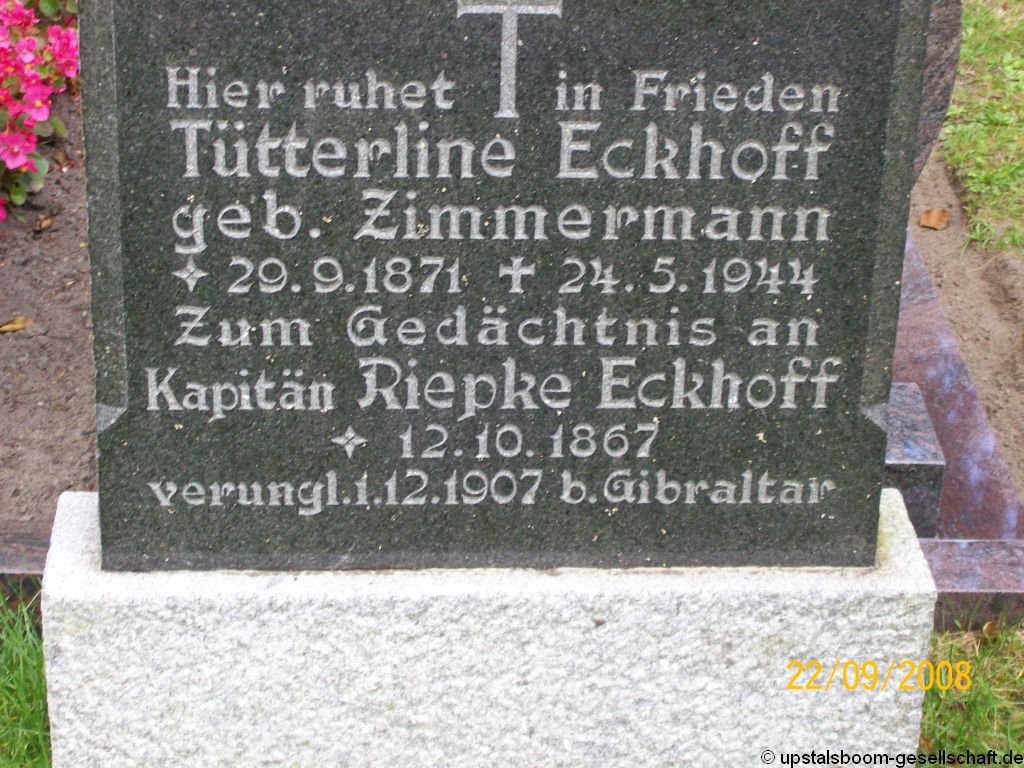 Hier ruhet in Frieden
Tütterline Eckhoff
geb. Zimmermann
✧ 29.9.1871 ✝ 24.5.1944
Zum Gedächtnis an
Kapitän Riepke Eckhoff
✧ 12.10.1867
verungl. 1.12.1907 b. Gibraltar
22/09/2008
© upstalsboom-gesellschaft.de